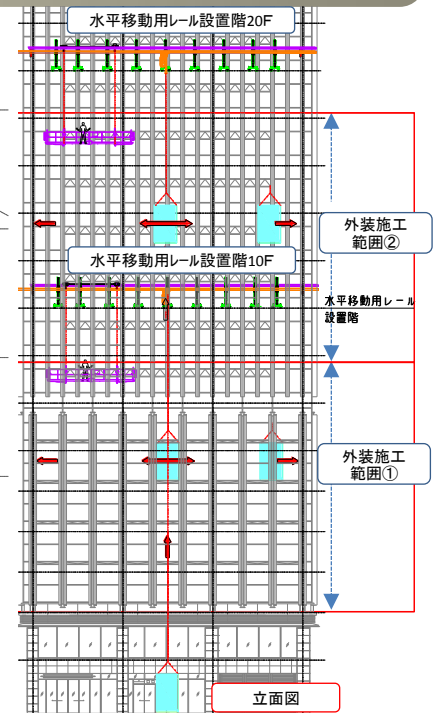 水平移動用レール設置階20F
外装施工
範囲②
水平移動用レール設置階10F
水平移動用レール
設置階
外装施工
範囲①
立面図